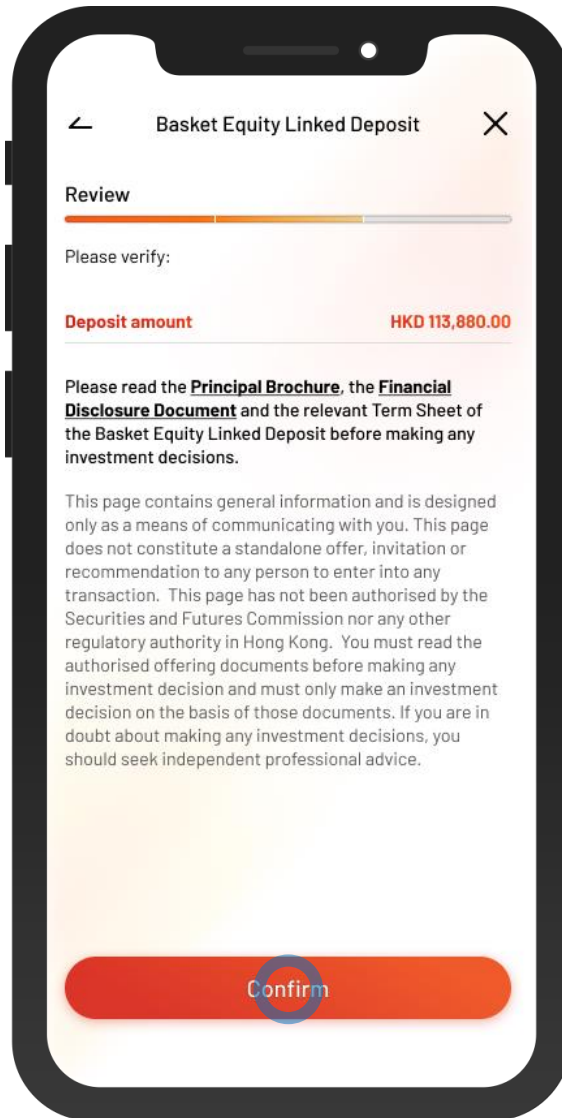 Basket Equity Linked Deposit
Review
Please verify:
Deposit amount HKD 113,880.00
Please read the Principal Brochure, the Financial
Disclosure Document and the relevant Term Sheet of
the Basket Equity Linked Deposit before making any
investment decisions.
This page contains general information and is designed
only as a means of communicating with you. This page
does not constitute a standalone offer, invitation or
recommendation to any person to enter into any
transaction.  This page has not been authorised by the
Securities and Futures Commission nor any other
regulatory authority in Hong Kong.  You must read the
authorised offering documents before making any
investment decision and must only make an investment
decision on the basis of those documents. If you are in
doubt about making any investment decisions, you
should seek independent professional advice.
Confirm